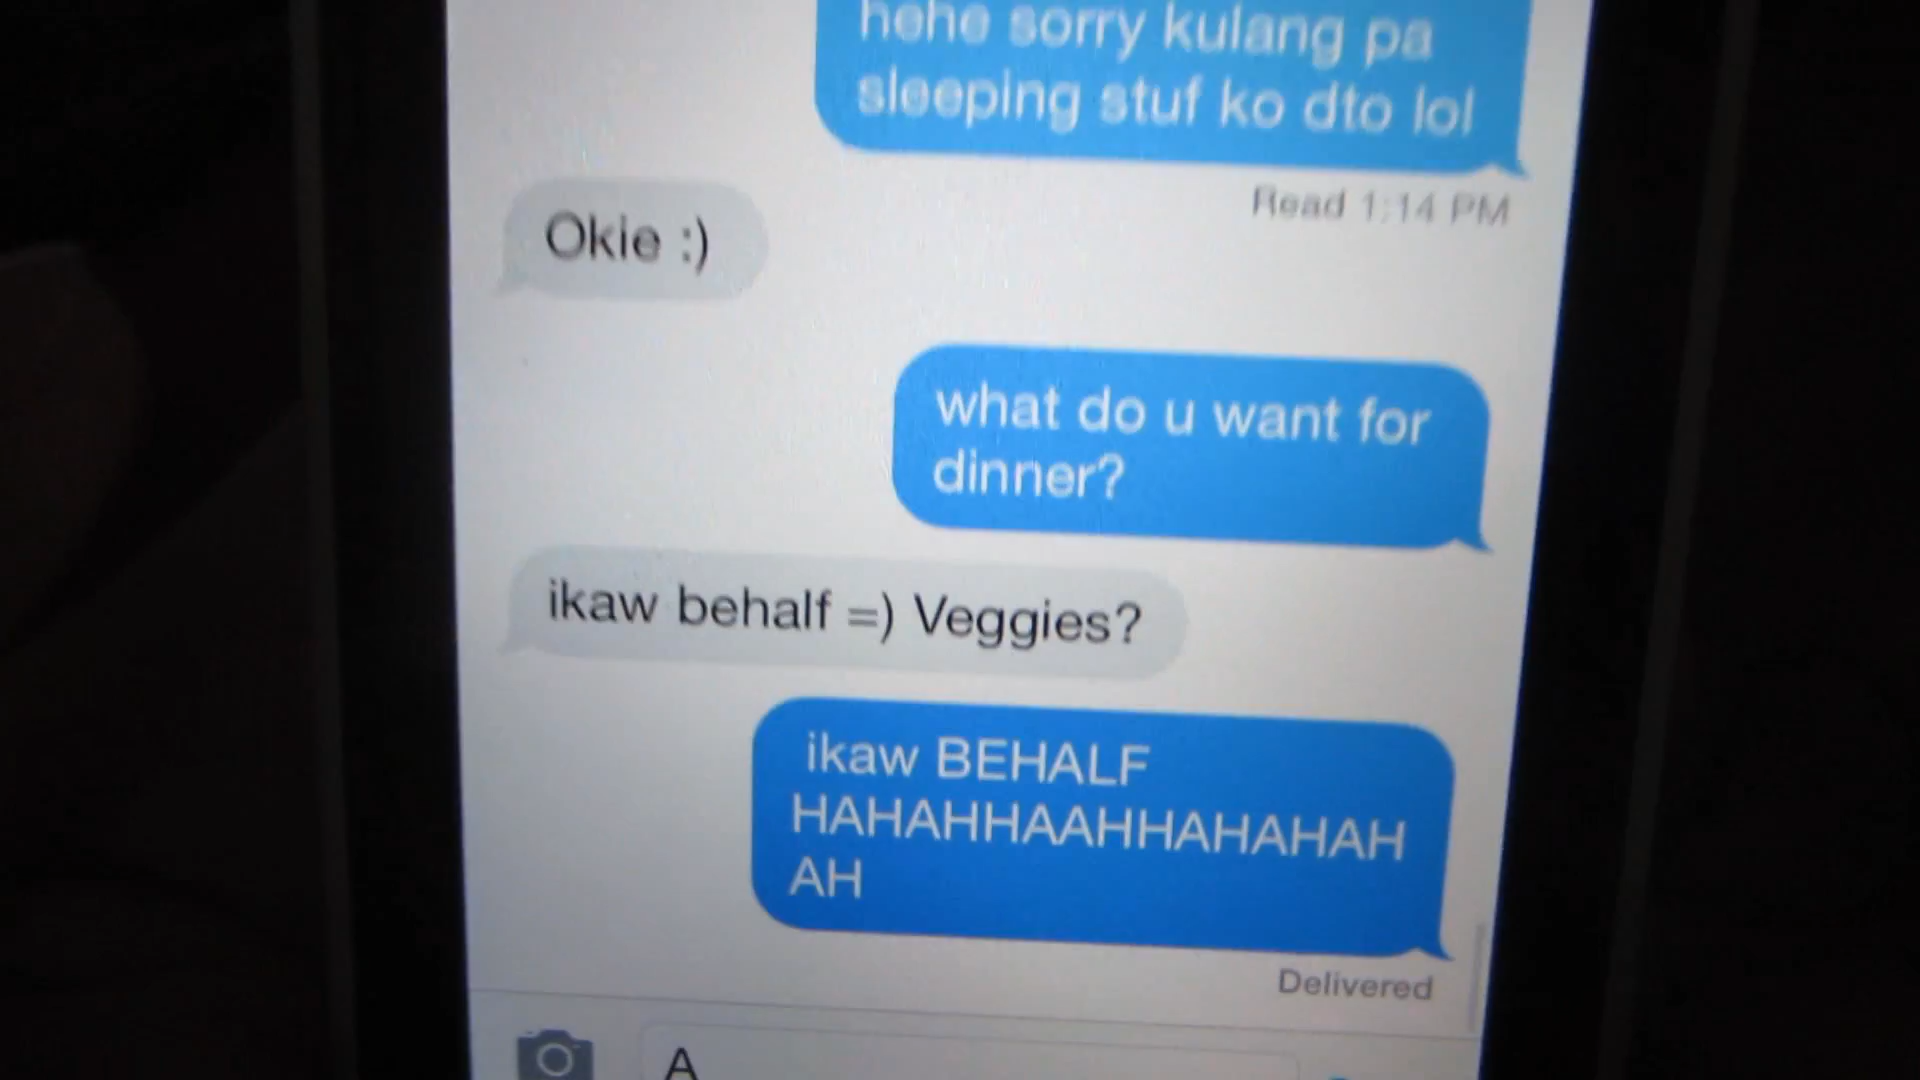 hehe sorry kulang pa
sleeping stuf ko dto lol
Read 1:14 PM
Okie :)
what do u want for
dinner?
ikaw behalf =) Veggies?
ikaw BEHALF
HAHAHHAAHHAHAHAH
AH
Delivered
A